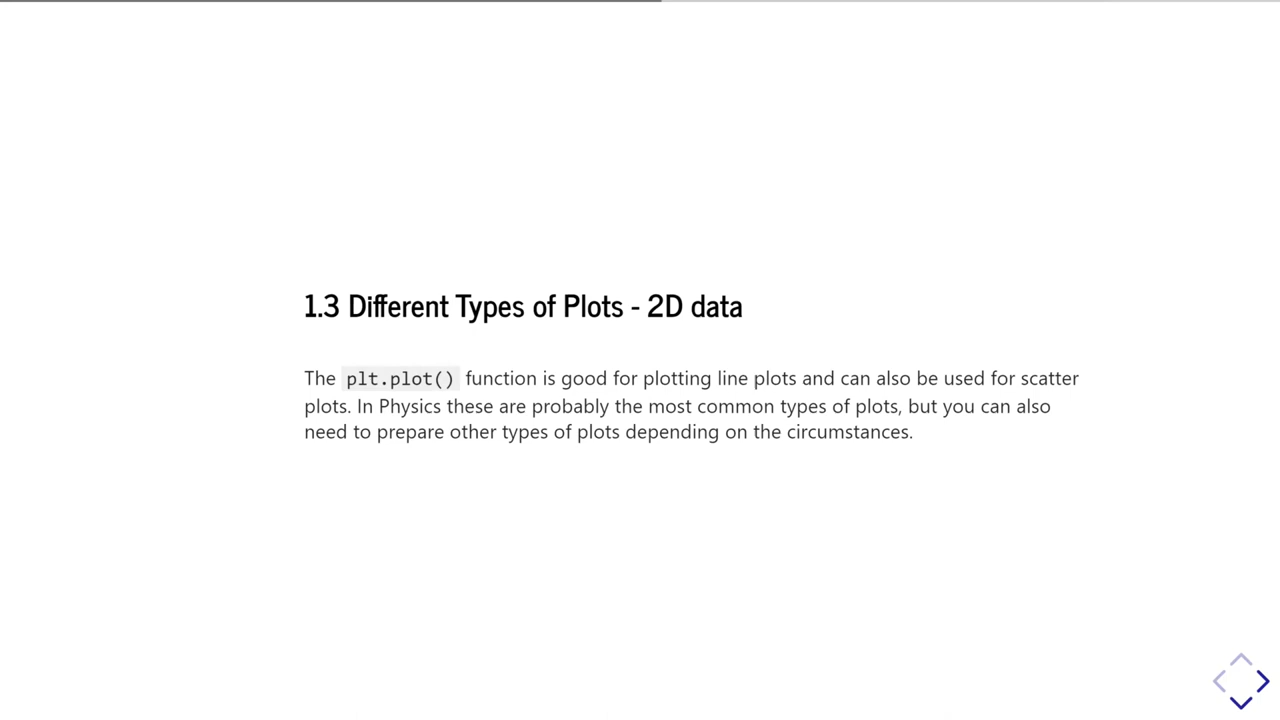 1.3 Different Types of Plots - 2D data
The plt.plot() function is good for plotting line plots and can also be used for scatter
plots. In Physics these are probably the most common types of plots, but you can also
need to prepare other types of plots depending on the circumstances.